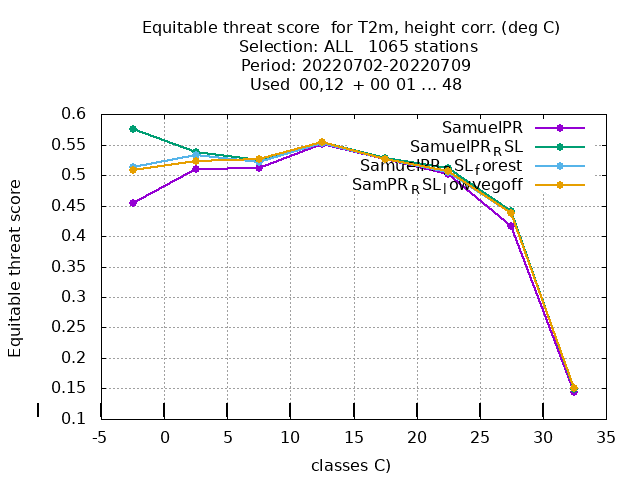 Equitable threat score for T2m, height corr. (deg C)
Selection: ALL 1065 stations
Period: 20220702-20220709
Used 00,12 + 00 01 ... 48
Equitable threat score
0.6
0.55
0.5
0.45
0.4
0.35
0.3
0.25
0.2
0.15
0.1
SamuelPR
SamuelPR_RSL
SamuelPR_RSL_forest
SamPR_RSL_lowvegoff
-5 0 5 10 15 20 25 30 35
classes C)